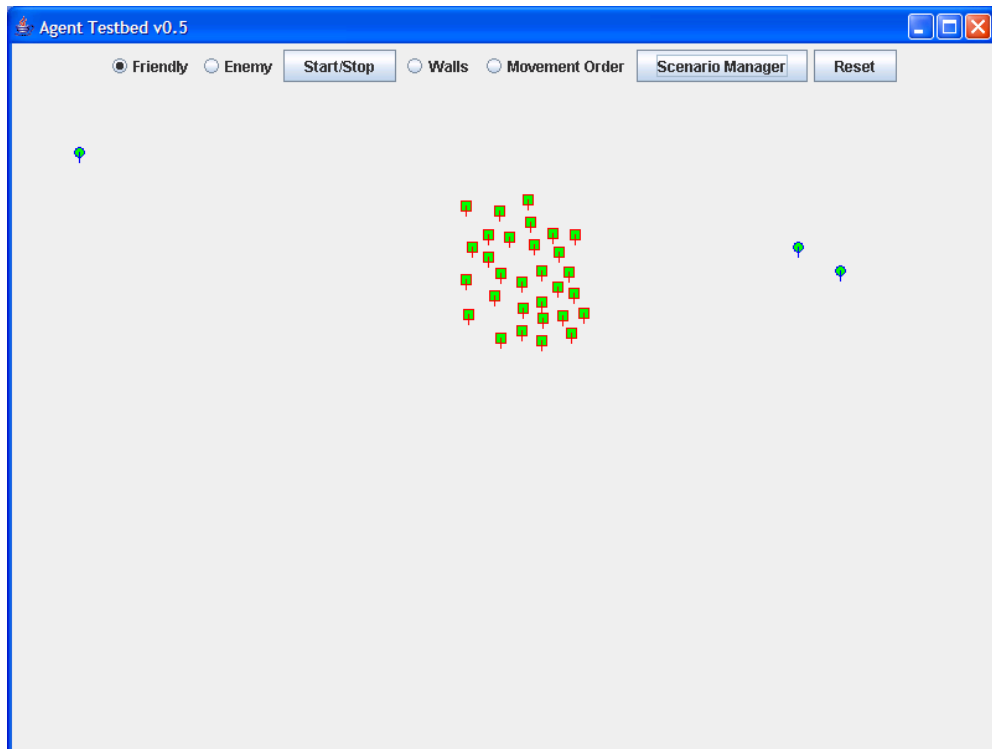 Agent Testbed v0.5
Friendly Enemy Start/Stop Walls Movement Order Scenario Manager Reset